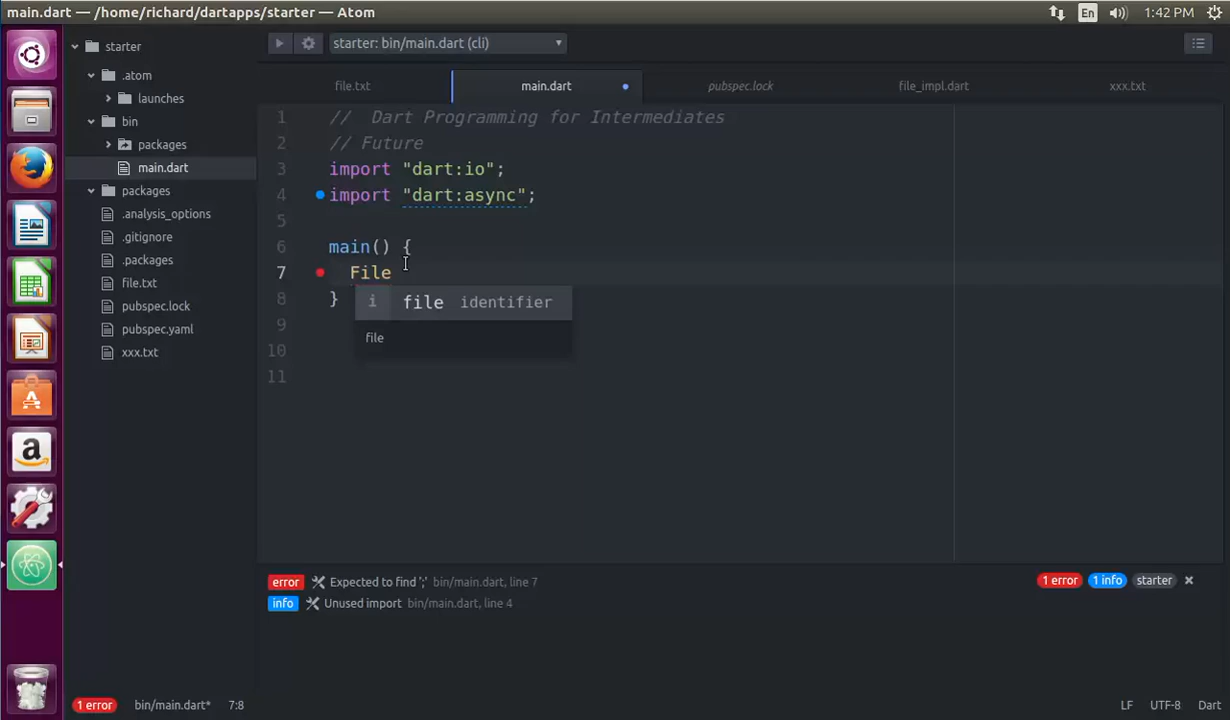 main.dart — /home/richard/dartapps/starter — Atom
En
1:42 PM
starter
.atom
launches
bin
packages
main.dart
packages
.analysis_options
.gitignore
.packages
file.txt
pubspec.lock
pubspec.yaml
xxx.txt
starter: bin/main.dart (cli)
file.txt main.dart pubspec.lock file_impl.dart xxx.txt
1 // Dart Programming for Intermediates
2 // Future
3 import "dart:io";
4 import "dart:async";
5
6 main() {
7 File
8 }
9
10
11
i file identifier
file
error Expected to find ';' bin/main.dart, line 7
info Unused import bin/main.dart, line 4
1 error 1 info starter
1 error bin/main.dart* 7:8
LF UTF-8 Dart